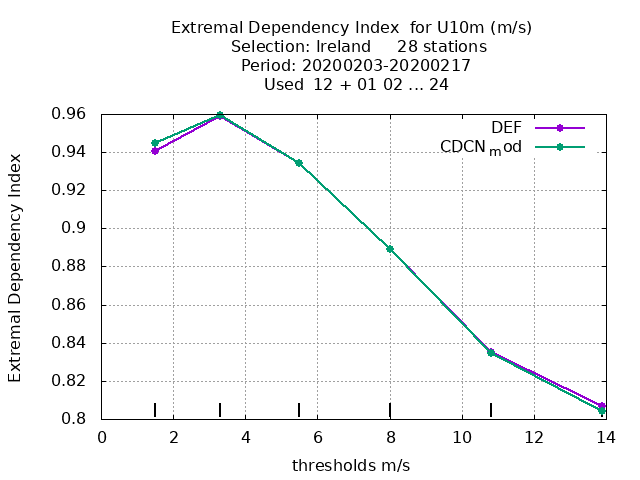 Extremal Dependency Index  for U10m (m/s)
Selection: Ireland     28 stations
Period: 20200203-20200217
Used  12 + 01 02 ... 24
DEF
CDCNmod
Extremal Dependency Index
0.96
0.94
0.92
0.9
0.88
0.86
0.84
0.82
0.8
0 2 4 6 8 10 12 14
thresholds m/s